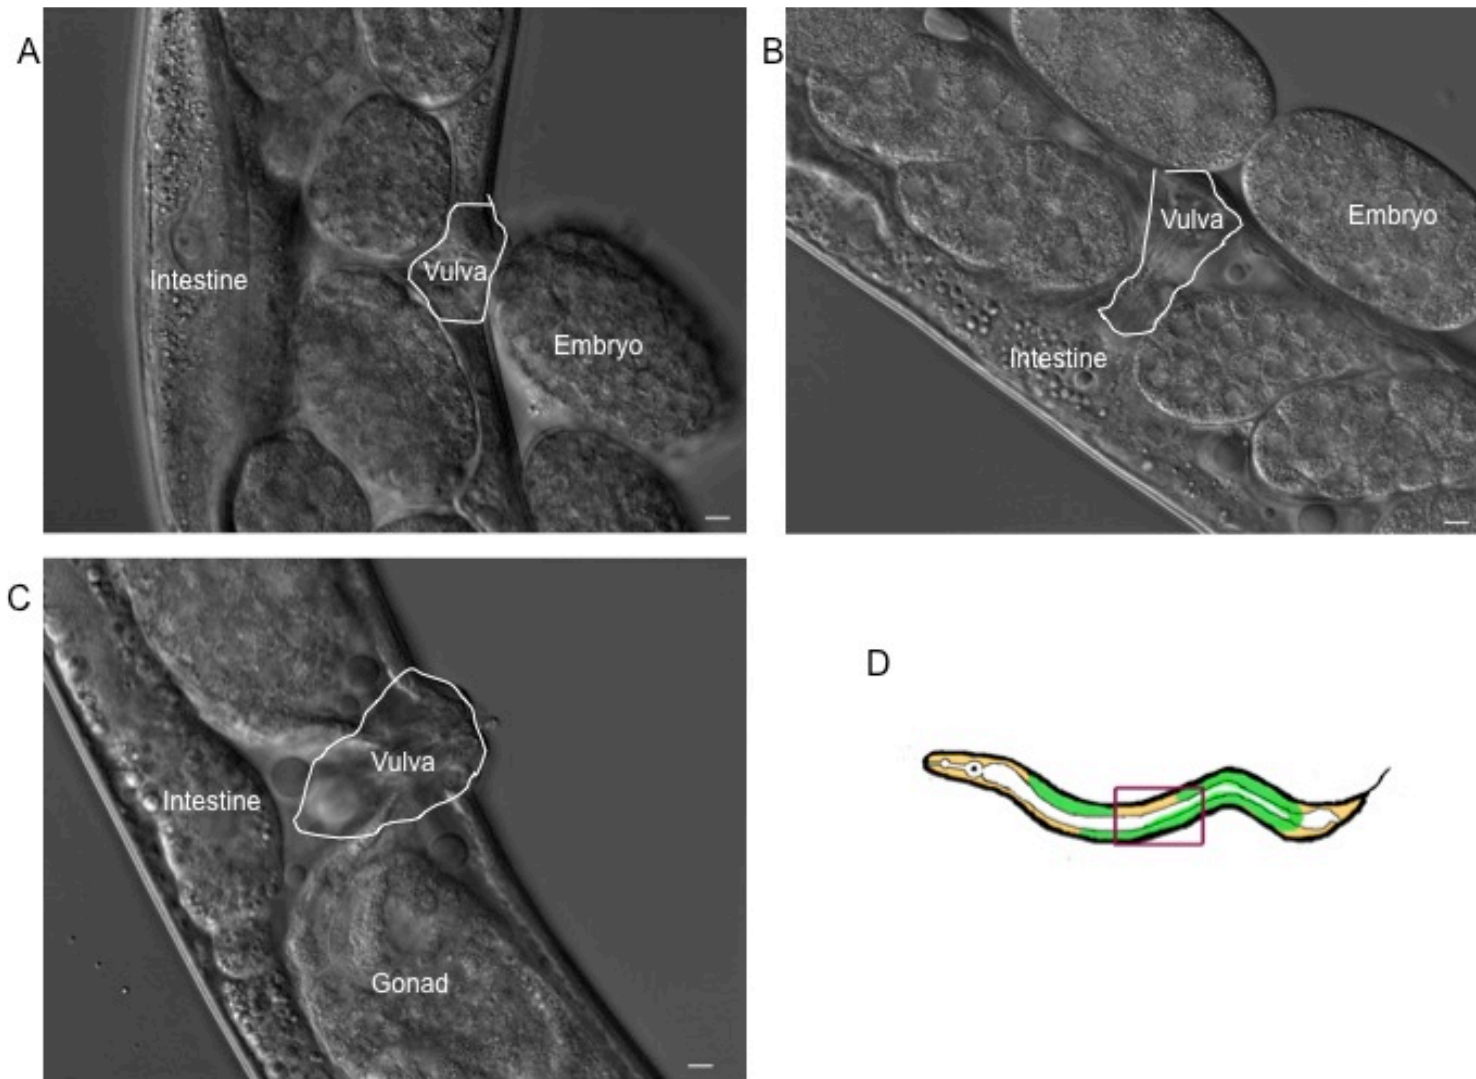 A
Intestine
Vulva
Embryo
B
Vulva
Embryo
Intestine
C
Vulva
Intestine
Gonad
D